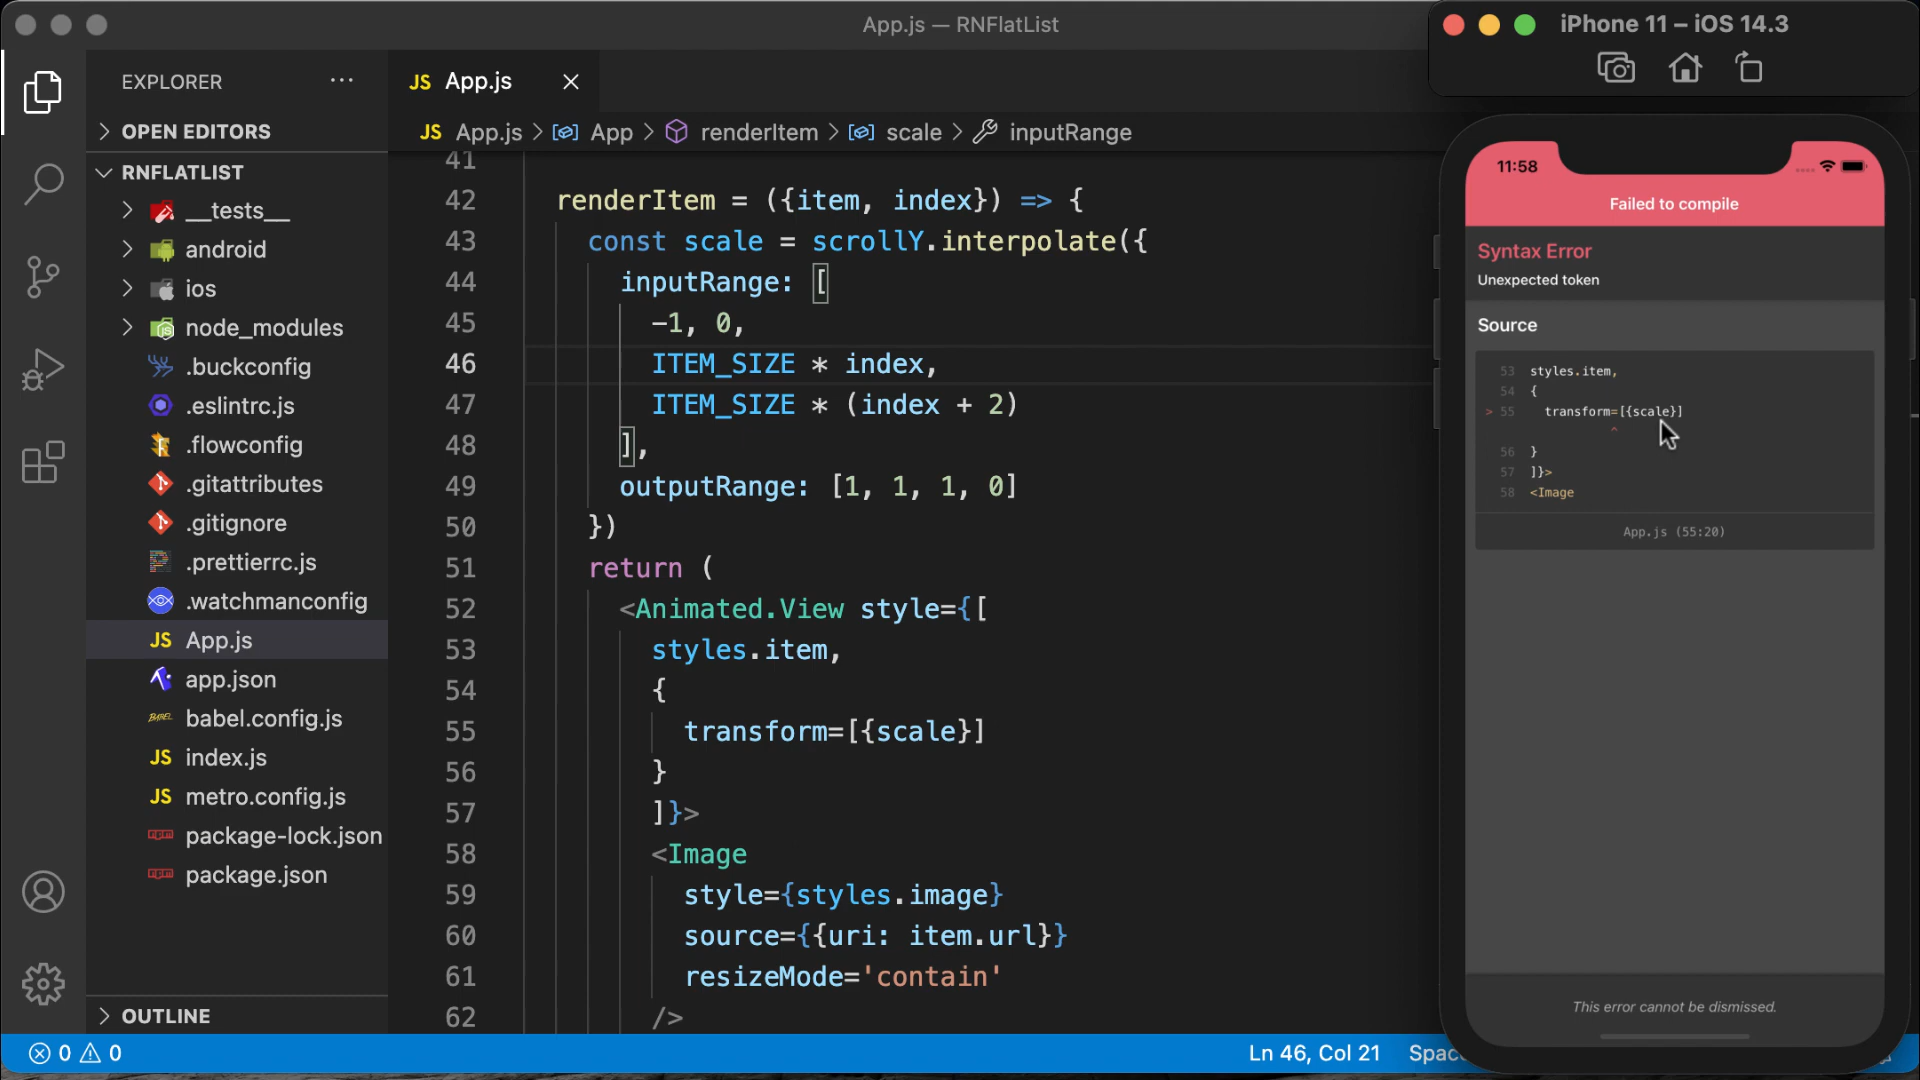 App.js — RNFlatList
iPhone 11 – iOS 14.3
EXPLORER
OPEN EDITORS
RNFLATLIST
__tests__
android
ios
node_modules
.buckconfig
.eslintrc.js
.flowconfig
.gitattributes
.gitignore
.prettierrc.js
.watchmanconfig
JS App.js
app.json
babel.config.js
JS index.js
JS metro.config.js
package-lock.json
package.json
OUTLINE
JS App.js
JS App.js > App > renderItem > scale > inputRange
41
42 renderItem = ({item, index}) => {
43 const scale = scrollY.interpolate({
44 inputRange: [
45 -1, 0,
46 ITEM_SIZE * index,
47 ITEM_SIZE * (index + 2)
48 ],
49 outputRange: [1, 1, 1, 0]
50 })
51 return (
52 <Animated.View style={[
53 styles.item,
54 {
55 transform=[{scale}]
56 }
57 ]}>
58 <Image
59 style={styles.image}
60 source={{uri: item.url}}
61 resizeMode='contain'
62 />
0 0
Ln 46, Col 21
11:58
Failed to compile
Syntax Error
Unexpected token
Source
53 styles.item,
54 {
> 55 transform=[{scale}]
^
56 }
57 ]}>
58 <Image
App.js (55:20)
This error cannot be dismissed.